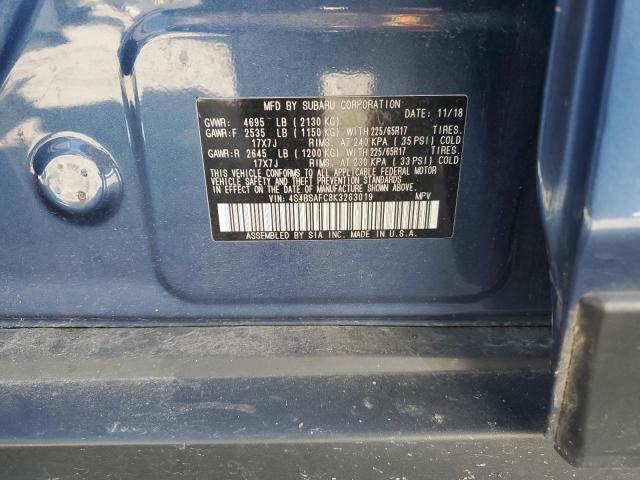 MFD BY SUBARU CORPORATION DATE: 11/18
GVWR: 4695 LB ( 2130 KG)
GAWR:F 2535 LB ( 1150 KG) WITH 225/65R17 TIRES.
17X7J RIMS. AT 240 KPA ( 35 PSI) COLD
GAWR:R 2645 LB ( 1200 KG) WITH 225/65R17 TIRES.
17X7J RIMS. AT 230 KPA ( 33 PSI) COLD
THIS VEHICLE CONFORMS TO ALL APPLICABLE FEDERAL MOTOR
VEHICLE SAFETY AND THEFT PREVENTION STANDARDS
IN EFFECT ON THE DATE OF MANUFACTURE SHOWN ABOVE.
VIN: 4S4BSAFC8K3263019 MPV
ASSEMBLED BY SIA INC. MADE IN U.S.A.